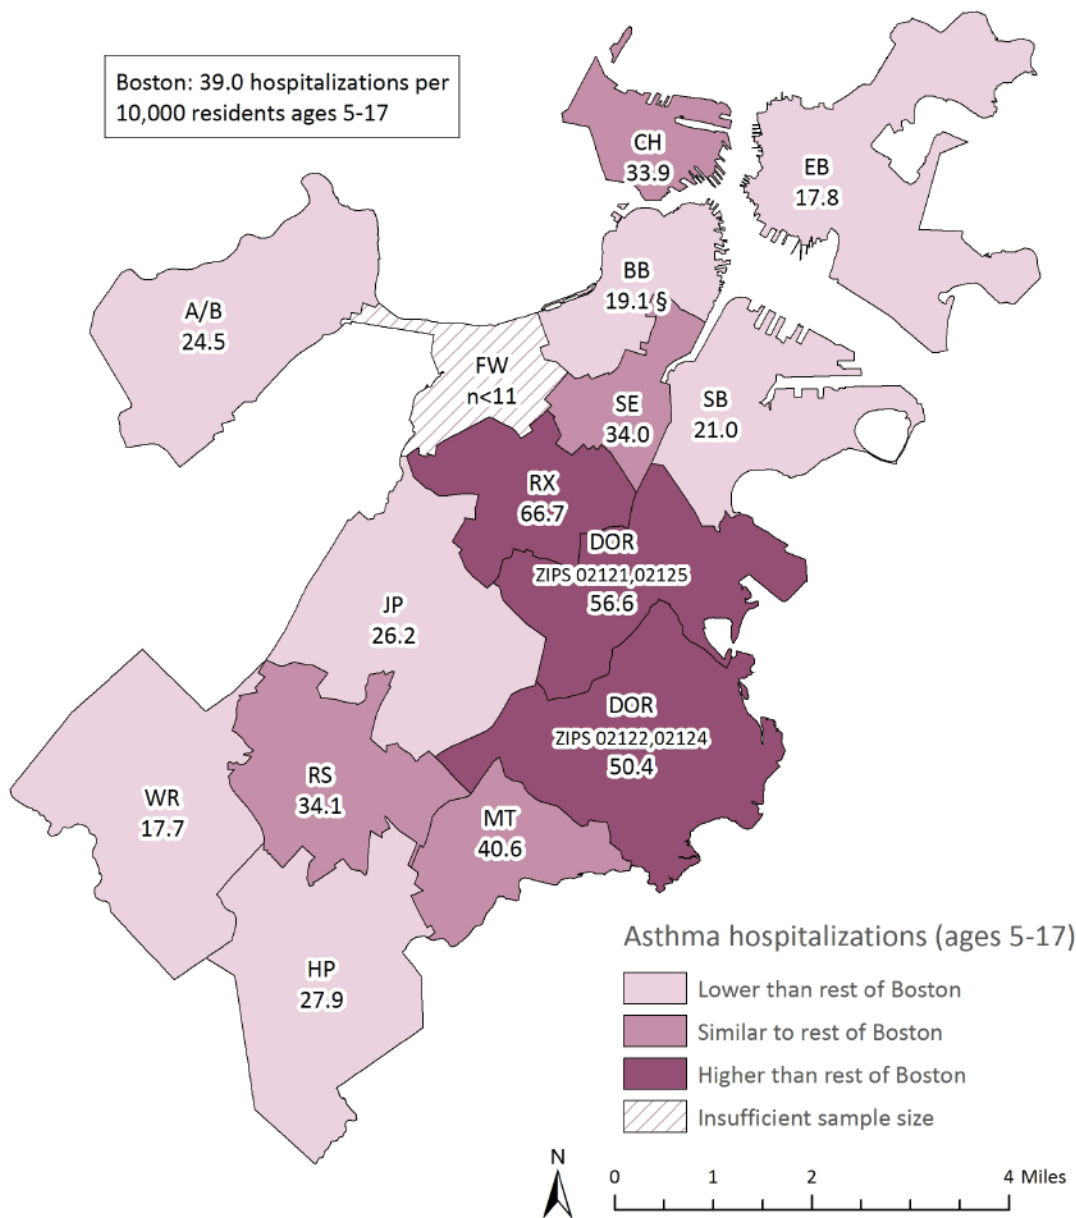 Boston: 39.0 hospitalizations per
10,000 residents ages 5-17
CH
33.9
EB
17.8
BB
19.1 §
A/B
24.5
FW
n<11
SE
34.0
SB
21.0
RX
66.7
DOR
ZIPS 02121,02125
56.6
JP
26.2
DOR
ZIPS 02122,02124
50.4
RS
34.1
WR
17.7
MT
40.6
HP
27.9
Asthma hospitalizations (ages 5-17)
Lower than rest of Boston
Similar to rest of Boston
Higher than rest of Boston
Insufficient sample size
N
0 1 2 4 Miles